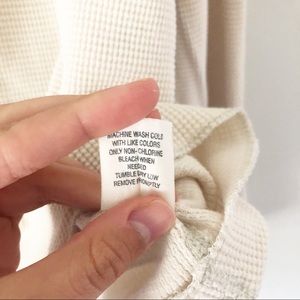 MACHINE WASH COLD
WITH LIKE COLORS
ONLY NON-CHLORINE
BLEACH WHEN
NEEDED
TUMBLE DRY LOW
REMOVE PROMPTLY